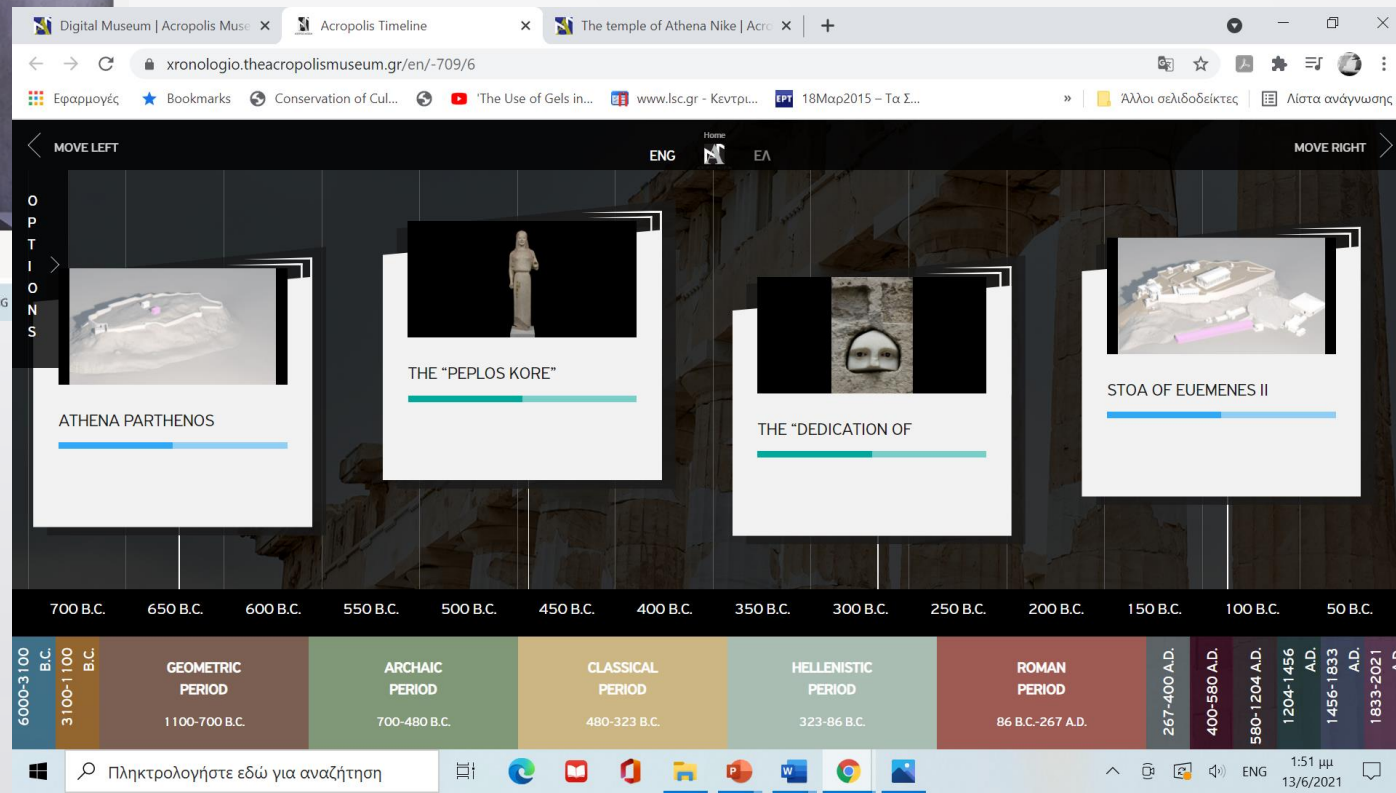 Digital Museum | Acropolis Muse
Acropolis Timeline
The temple of Athena Nike | Acro
xronologio.theacropolismuseum.gr/en/-709/6
Εφαρμογές
Bookmarks
Conservation of Cul...
'The Use of Gels in...
www.lsc.gr - Κεντρι...
ΕΡΤ
18Μαρ2015 – Τα Σ...
»
Άλλοι σελιδοδείκτες
Λίστα ανάγνωσης
MOVE LEFT
Home
ENG
ΕΛ
MOVE RIGHT
OPTIONS
G
ATHENA PARTHENOS
THE “PEPLOS KORE”
THE “DEDICATION OF
STOA OF EUEMENES II
700 B.C. 650 B.C. 600 B.C. 550 B.C. 500 B.C. 450 B.C. 400 B.C. 350 B.C. 300 B.C. 250 B.C. 200 B.C. 150 B.C. 100 B.C. 50 B.C.
6000-3100
B.C.
3100-1100
B.C.
GEOMETRIC
PERIOD
1100-700 B.C.
ARCHAIC
PERIOD
700-480 B.C.
CLASSICAL
PERIOD
480-323 B.C.
HELLENISTIC
PERIOD
323-86 B.C.
ROMAN
PERIOD
86 B.C.-267 A.D.
267-400 A.D.
400-580 A.D.
580-1204 A.D.
1204-1456
A.D.
1456-1833
A.D.
1833-2021
Πληκτρολογήστε εδώ για αναζήτηση
ENG
1:51 μμ
13/6/2021